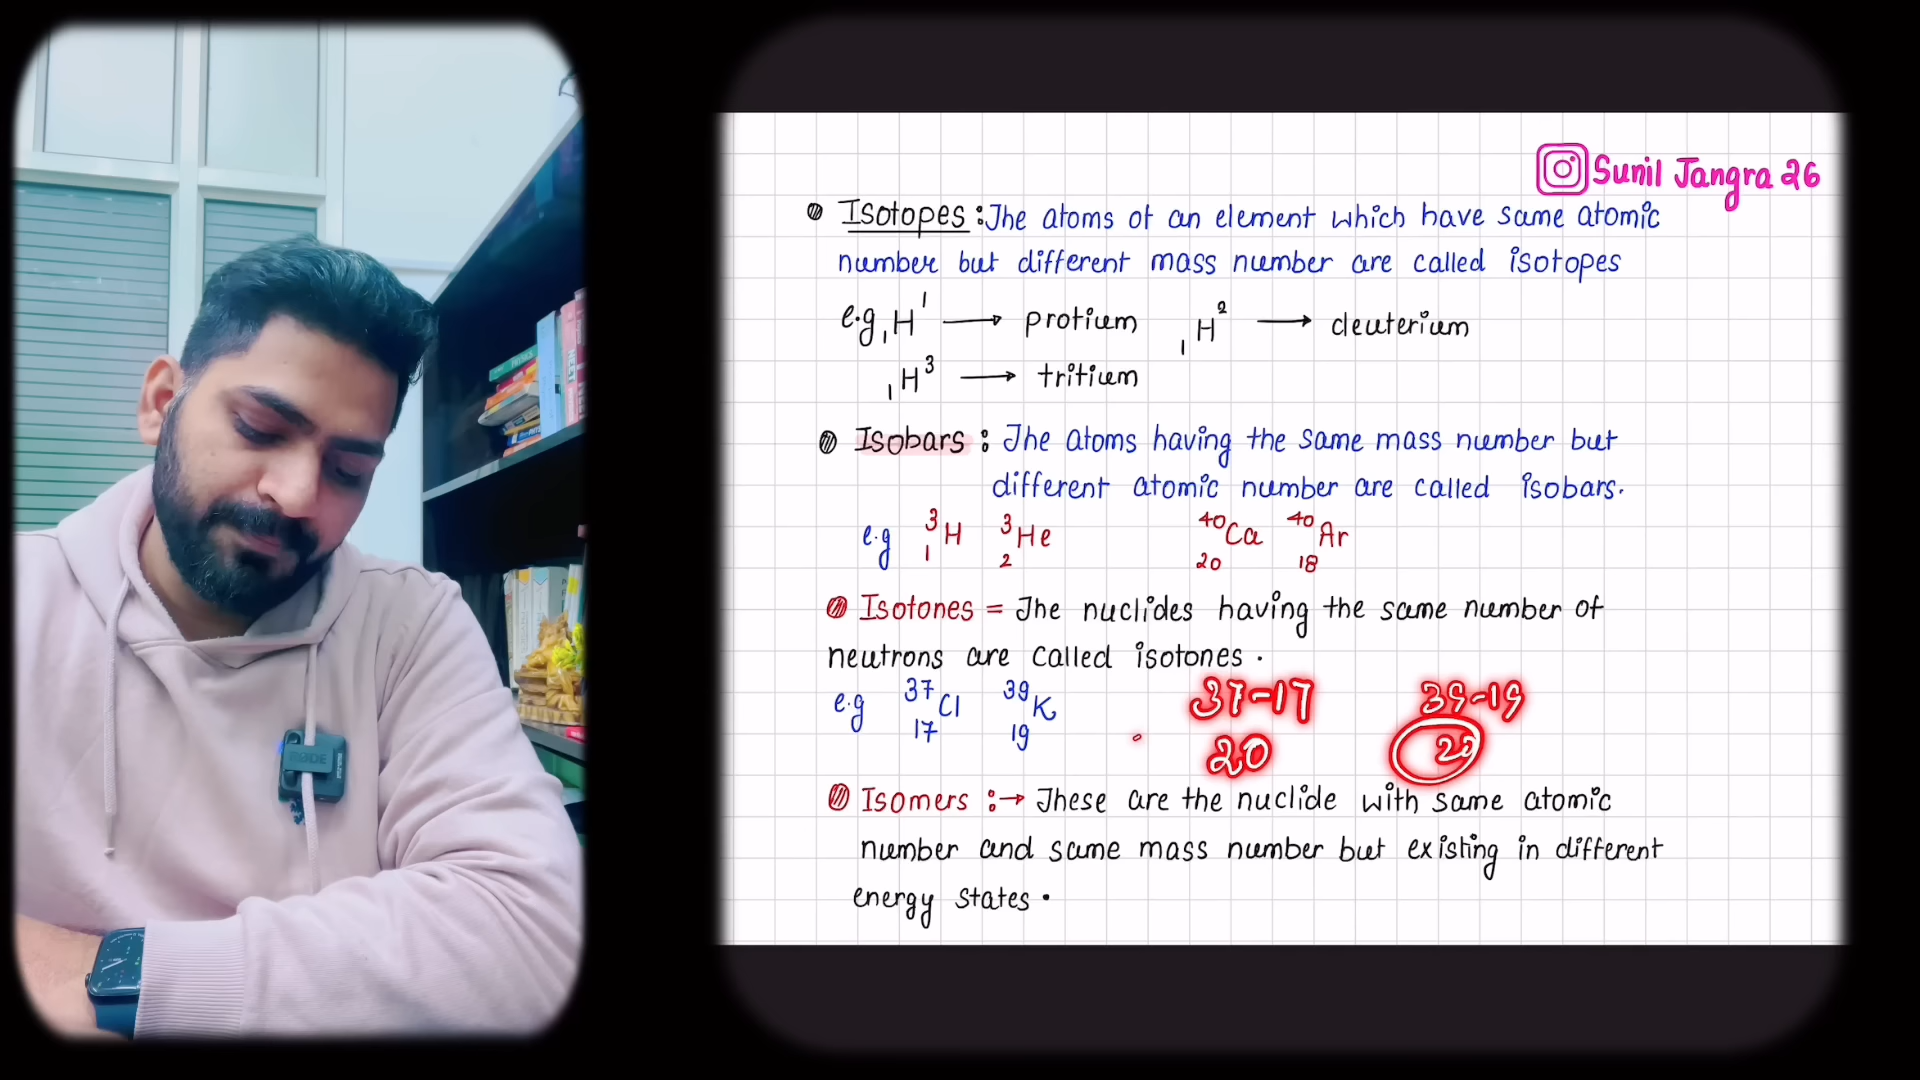 Sunil Jangra 26
Isotopes : The atoms of an element which have same atomic
number but different mass number are called isotopes
e.g, ₁H¹ → protium ₁H² → deuterium
₁H³ → tritium
Isobars : The atoms having the same mass number but
different atomic number are called isobars.
e.g ³₁H ³₂He ⁴⁰₂₀Ca ⁴⁰₁₈Ar
Isotones = The nuclides having the same number of
neutrons are called isotones .
e.g ³⁷₁₇Cl ³⁹₁₉K 37-17 39-19
20 20
Isomers :→ These are the nuclide with same atomic
number and same mass number but existing in different
energy states .